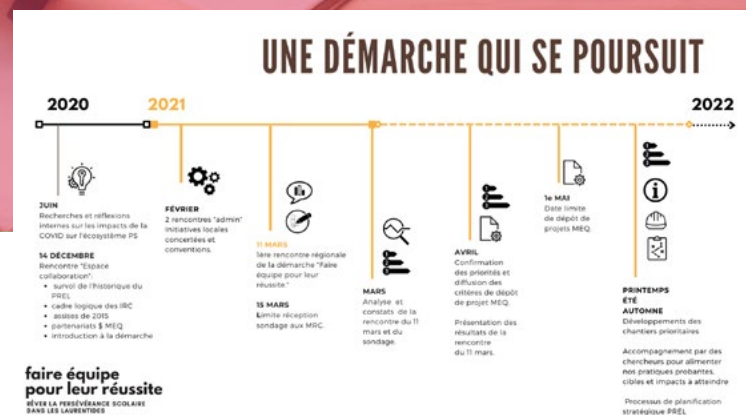 UNE DÉMARCHE QUI SE POURSUIT
2020
2021
2022
JUIN
Recherches et réflexions
internes sur les impacts de la
COVID sur l'écosystème PS
14 DÉCEMBRE
Rencontre "Espace
collaboration":
survol de l'historique du
PREL
cadre logique des IRC
assises de 2015
partenariats $ MEQ
introduction à la démarche
FÉVRIER
2 rencontres "admin"
Initiatives locales
concertées et
conventions.
11 MARS
1ère rencontre régionale
de la démarche "Faire
équipe pour leur
réussite."
15 MARS
Limite réception
sondage aux MRC.
MARS
Analyse et
constats de la
rencontre du 11
mars et du
sondage.
AVRIL
Confirmation
des priorités et
diffusion des
critères de dépôt
de projet MEQ.
Présentation des
résultats de la
rencontre
du 11 mars.
1e MAI
Date limite
de dépôt de
projets MEQ.
PRINTEMPS
ÉTÉ
AUTOMNE
Développements des
chantiers prioritaires
Accompagnement par des
chercheurs pour alimenter
nos pratiques probantes,
cibles et impacts à atteindre
Processus de planification
stratégique PREL
faire équipe
pour leur réussite
RÊVER LA PERSÉVÉRANCE SCOLAIRE
DANS LES LAURENTIDES